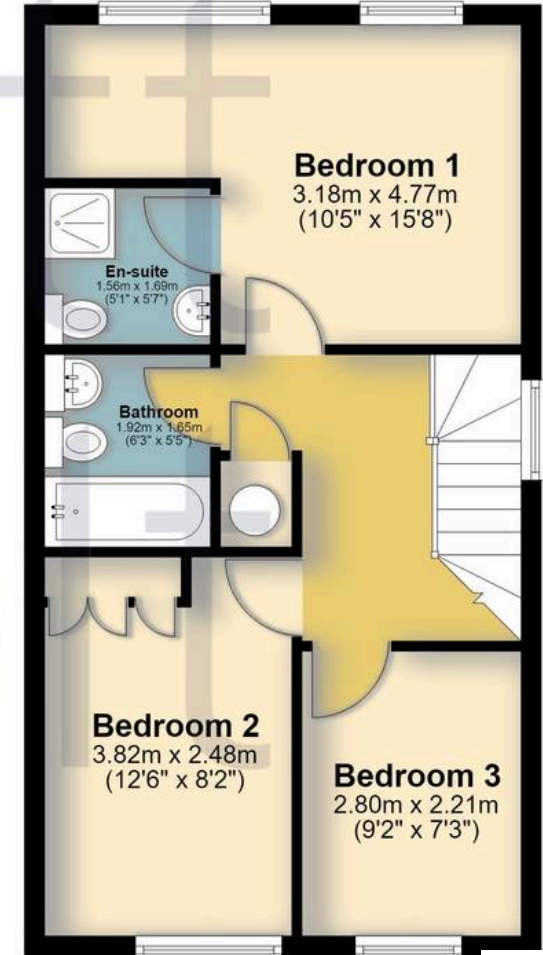 Bedroom 1
3.18m x 4.77m
(10'5" x 15'8")
En-suite
1.56m x 1.69m
(5'1" x 5'7")
Bathroom
1.92m x 1.65m
(6'3" x 5'5")
Bedroom 2
3.82m x 2.48m
(12'6" x 8'2")
Bedroom 3
2.80m x 2.21m
(9'2" x 7'3")